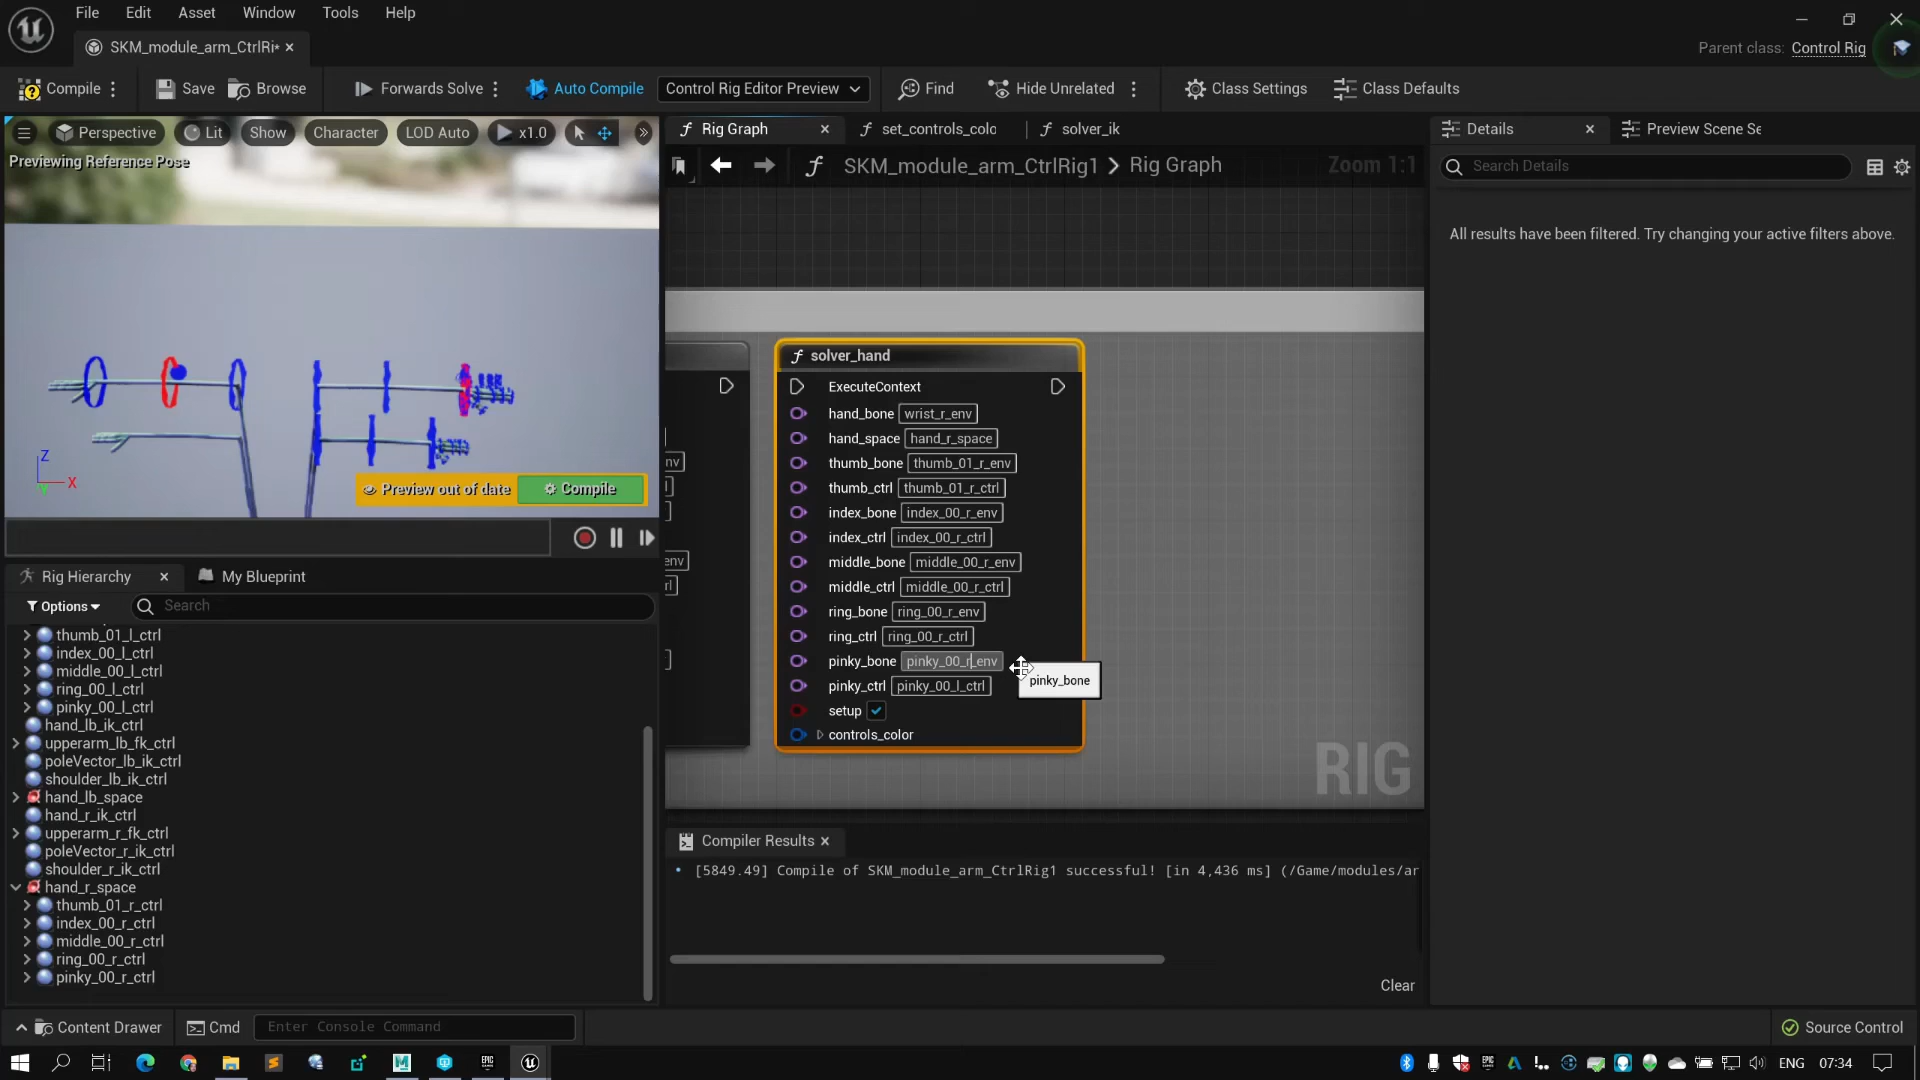 File Edit Asset Window Tools Help
SKM_module_arm_CtrlRi*
Parent class: Control Rig
Compile Save Browse Forwards Solve Auto Compile Control Rig Editor Preview Find Hide Unrelated Class Settings Class Defaults
Perspective Lit Show Character LOD Auto x1.0
Previewing Reference Pose
Z
X
Y
Preview out of date Compile
Rig Hierarchy My Blueprint
Options Search
thumb_01_l_ctrl
index_00_l_ctrl
middle_00_l_ctrl
ring_00_l_ctrl
pinky_00_l_ctrl
hand_lb_ik_ctrl
upperarm_lb_fk_ctrl
poleVector_lb_ik_ctrl
shoulder_lb_ik_ctrl
hand_lb_space
hand_r_ik_ctrl
upperarm_r_fk_ctrl
poleVector_r_ik_ctrl
shoulder_r_ik_ctrl
hand_r_space
thumb_01_r_ctrl
index_00_r_ctrl
middle_00_r_ctrl
ring_00_r_ctrl
pinky_00_r_ctrl
Rig Graph set_controls_colo solver_ik
SKM_module_arm_CtrlRig1 > Rig Graph Zoom 1:1
nv
env
rl
solver_hand
ExecuteContext
hand_bone wrist_r_env
hand_space hand_r_space
thumb_bone thumb_01_r_env
thumb_ctrl thumb_01_r_ctrl
index_bone index_00_r_env
index_ctrl index_00_r_ctrl
middle_bone middle_00_r_env
middle_ctrl middle_00_r_ctrl
ring_bone ring_00_r_env
ring_ctrl ring_00_r_ctrl
pinky_bone pinky_00_r_env
pinky_ctrl pinky_00_l_ctrl
setup
controls_color
pinky_bone
RIG
Compiler Results
[5849.49] Compile of SKM_module_arm_CtrlRig1 successful! [in 4,436 ms] (/Game/modules/ar
Clear
Details Preview Scene Se
Search Details
All results have been filtered. Try changing your active filters above.
Content Drawer Cmd Enter Console Command Source Control
EPIC GAMES
ENG 07:34